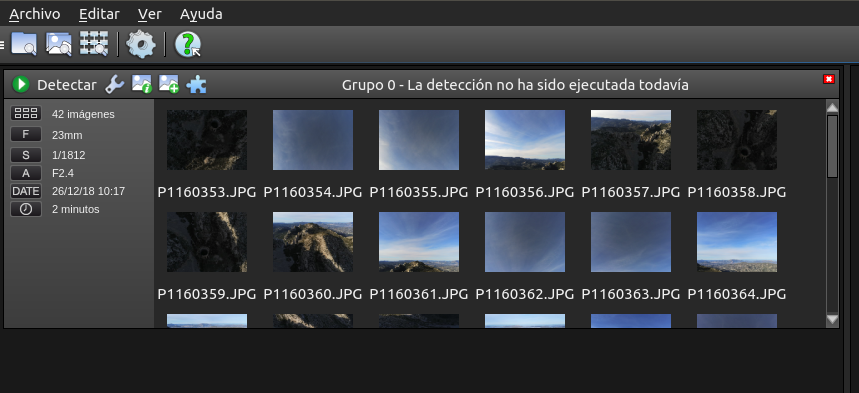 Archivo Editar Ver Ayuda
Detectar Grupo 0 - La detección no ha sido ejecutada todavía
42 imágenes
F 23mm
S 1/1812
A F2.4
DATE 26/12/18 10:17
2 minutos
P1160353.JPG P1160354.JPG P1160355.JPG P1160356.JPG P1160357.JPG P1160358.JPG
P1160359.JPG P1160360.JPG P1160361.JPG P1160362.JPG P1160363.JPG P1160364.JPG